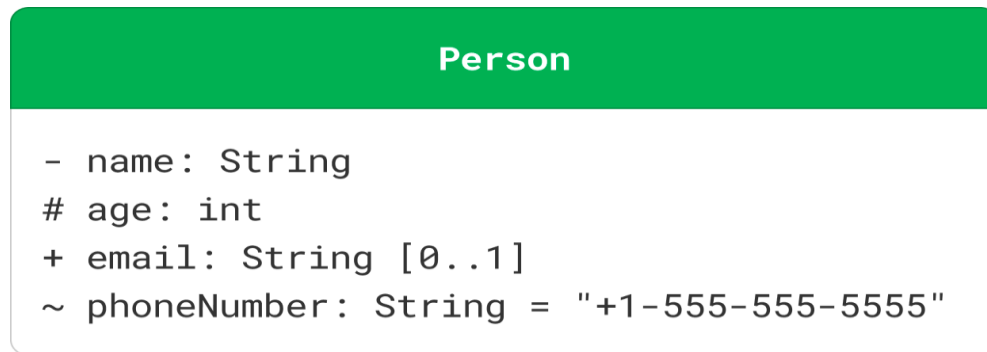 Person
- name: String
# age: int
+ email: String [0..1]
~ phoneNumber: String = "+1-555-555-5555"